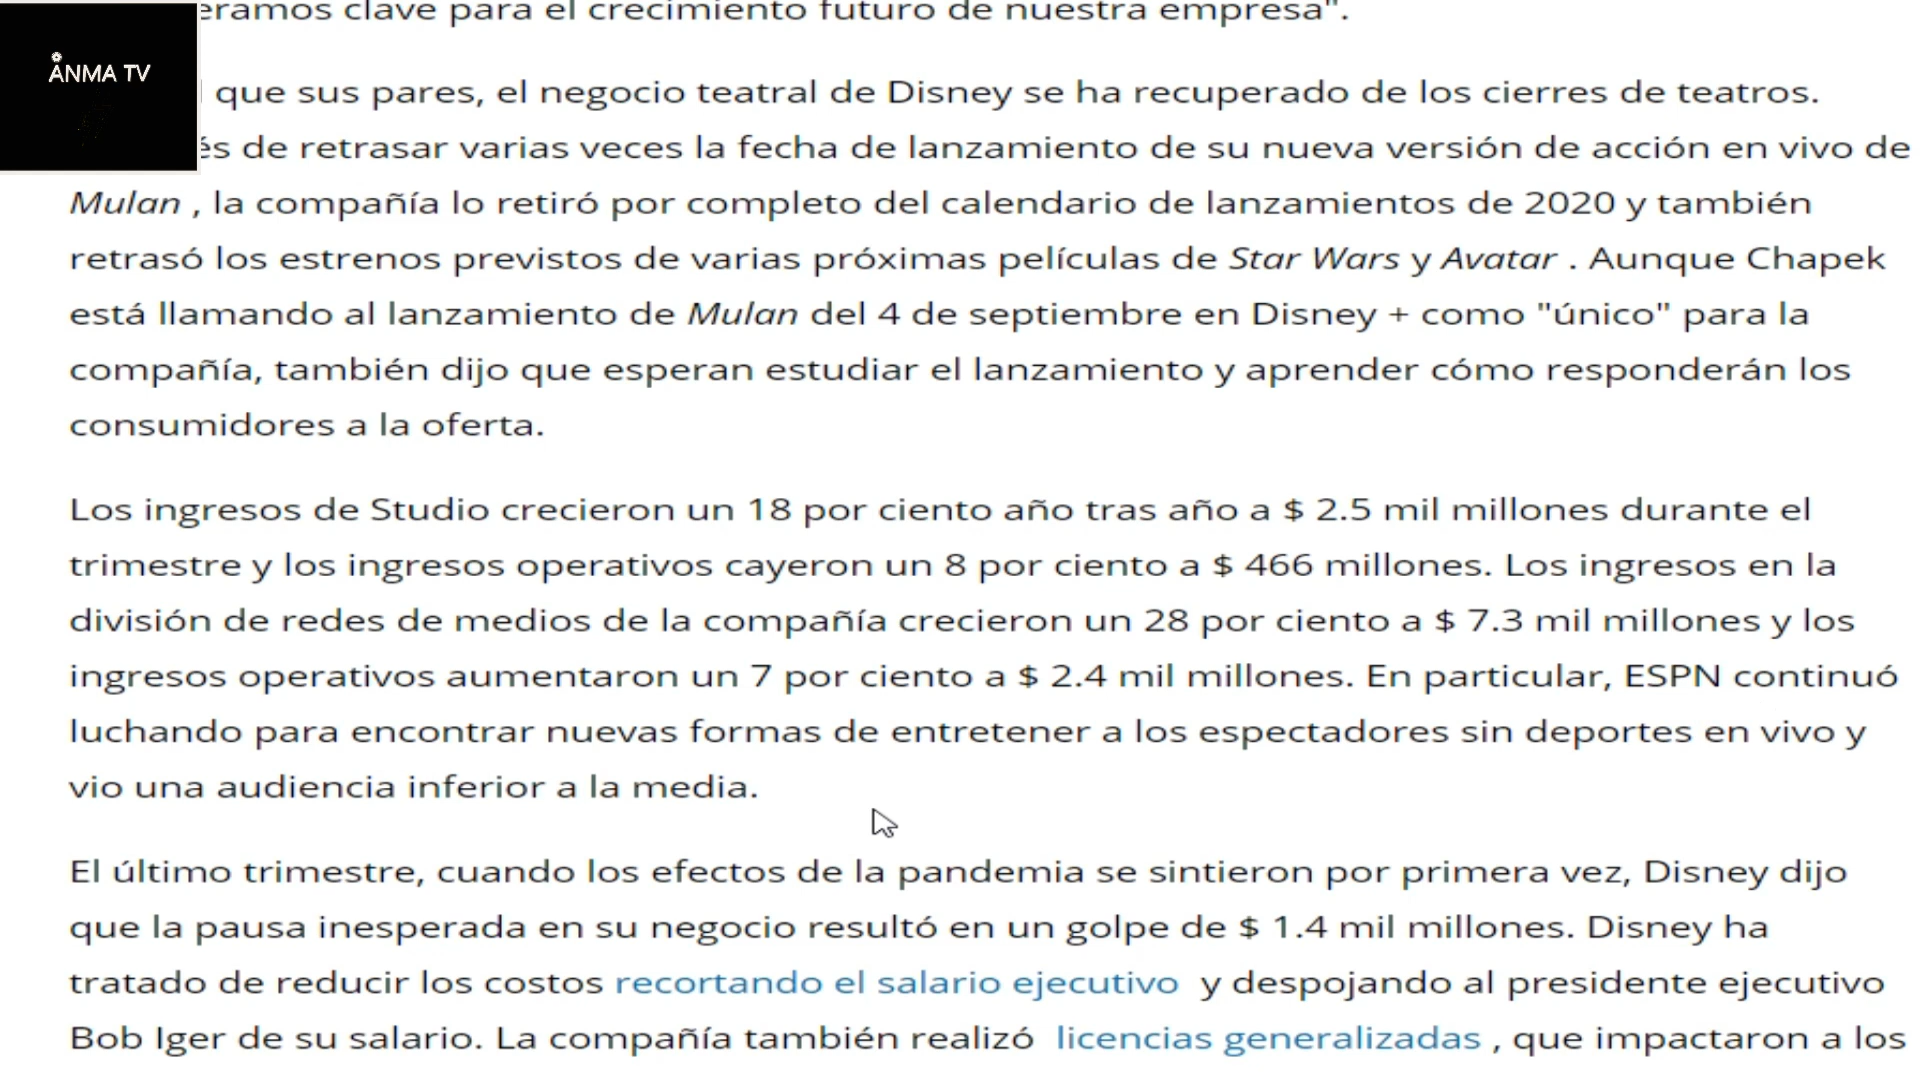 ANMA TV
eramos clave para el crecimiento futuro de nuestra empresa".
que sus pares, el negocio teatral de Disney se ha recuperado de los cierres de teatros.
és de retrasar varias veces la fecha de lanzamiento de su nueva versión de acción en vivo de
Mulan , la compañía lo retiró por completo del calendario de lanzamientos de 2020 y también
retrasó los estrenos previstos de varias próximas películas de Star Wars y Avatar . Aunque Chapek
está llamando al lanzamiento de Mulan del 4 de septiembre en Disney + como "único" para la
compañía, también dijo que esperan estudiar el lanzamiento y aprender cómo responderán los
consumidores a la oferta.
Los ingresos de Studio crecieron un 18 por ciento año tras año a $ 2.5 mil millones durante el
trimestre y los ingresos operativos cayeron un 8 por ciento a $ 466 millones. Los ingresos en la
división de redes de medios de la compañía crecieron un 28 por ciento a $ 7.3 mil millones y los
ingresos operativos aumentaron un 7 por ciento a $ 2.4 mil millones. En particular, ESPN continuó
luchando para encontrar nuevas formas de entretener a los espectadores sin deportes en vivo y
vio una audiencia inferior a la media.
El último trimestre, cuando los efectos de la pandemia se sintieron por primera vez, Disney dijo
que la pausa inesperada en su negocio resultó en un golpe de $ 1.4 mil millones. Disney ha
tratado de reducir los costos recortando el salario ejecutivo y despojando al presidente ejecutivo
Bob Iger de su salario. La compañía también realizó licencias generalizadas , que impactaron a los